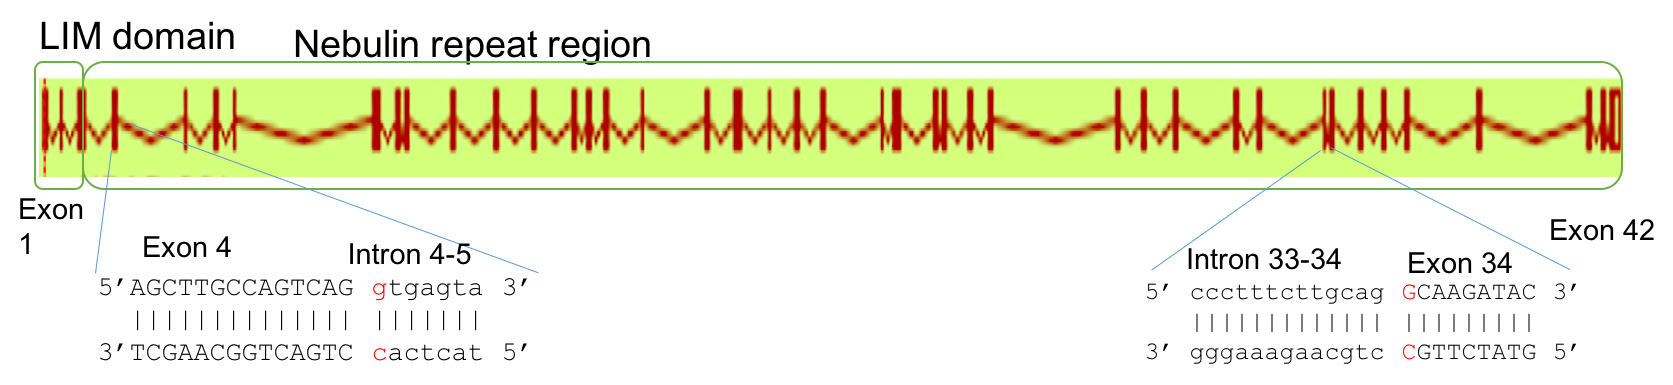 LIM domain
Nebulin repeat region
Exon
1
Exon 4
Intron 4-5
5’AGCTTGCCAGTCAG gtgagta 3’
|||||||||||||| |||||||
3’TCGAACGGTCAGTC cactcat 5’
Intron 33-34
Exon 34
Exon 42
5’ ccctttcttgcag GCAAGATAC 3’
||||||||||||| |||||||||
3’ gggaaagaacgtc CGTTCTATG 5’